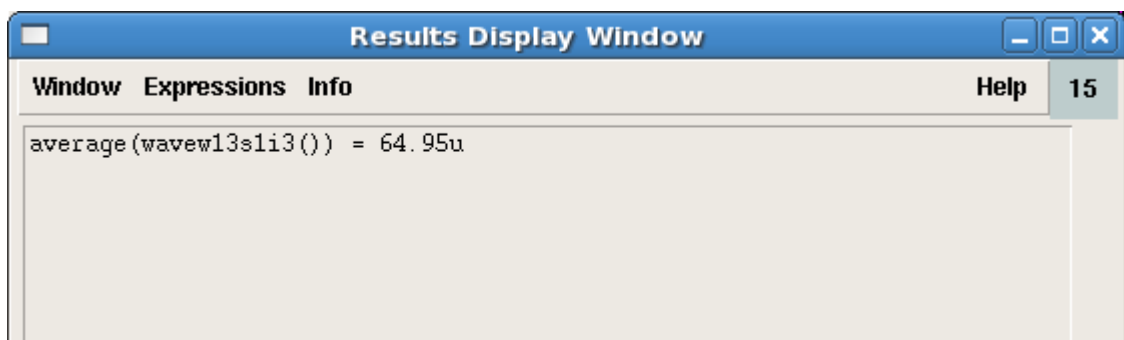 Results Display Window
Window Expressions Info Help 15
average(wavew13s1i3()) = 64.95u